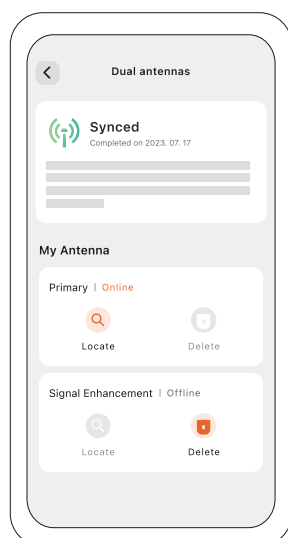 Dual antennas
Synced
Completed on 2023. 07. 17
My Antenna
Primary | Online
Locate Delete
Signal Enhancement | Offline
Locate Delete